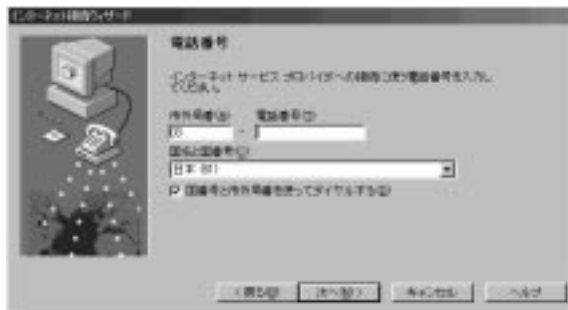 インターネット接続ウィザード
電話番号
インターネット サービス プロバイダへの接続に使う電話番号を入力し
てください。
市外局番(A) 電話番号(T)
03 -
国名と国番号(C)
日本 (81)
国番号と市外局番を使ってダイヤルする(U)
< 戻る(B) 次へ(N) > キャンセル ヘルプ